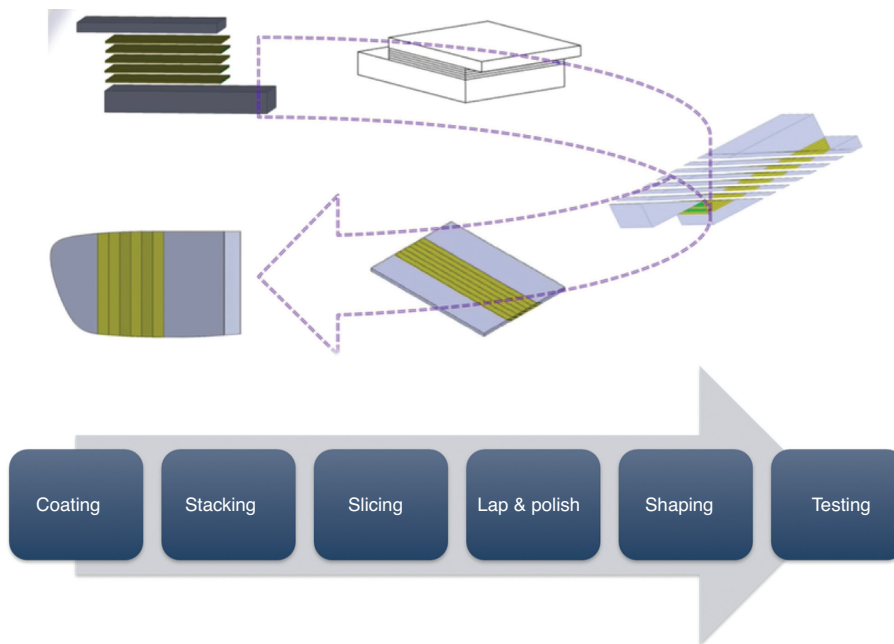 Coating
Stacking
Slicing
Lap & polish
Shaping
Testing